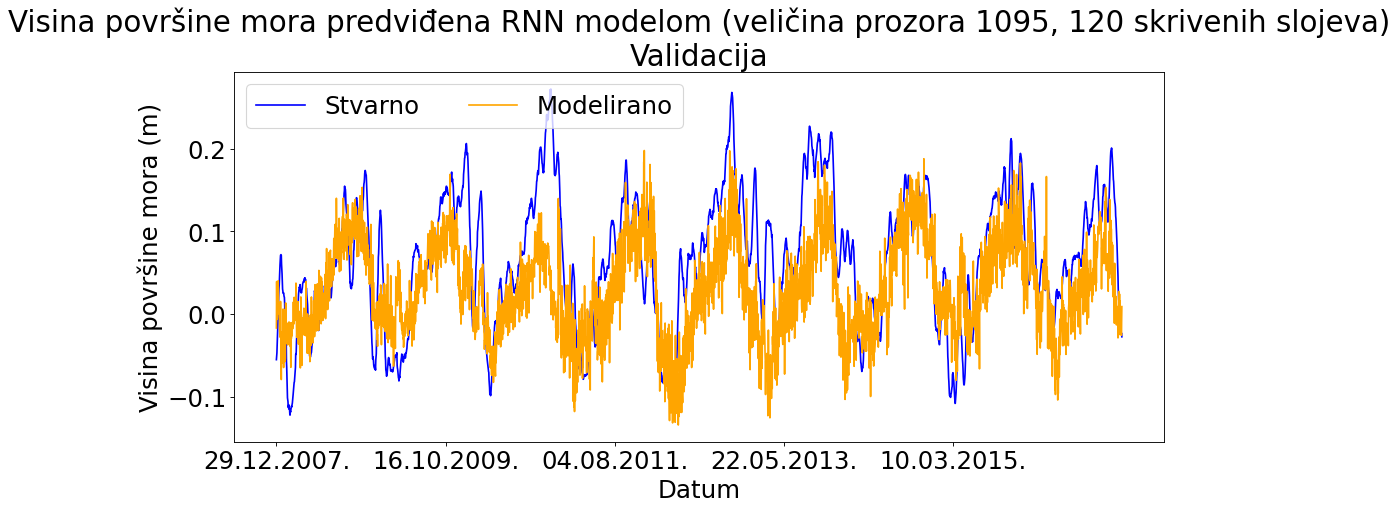 Visina površine mora predviđena RNN modelom (veličina prozora 1095, 120 skrivenih slojeva)
Validacija
Stvarno Modelirano
Visina površine mora (m)
0.2
0.1
0.0
−0.1
29.12.2007. 16.10.2009. 04.08.2011. 22.05.2013. 10.03.2015.
Datum